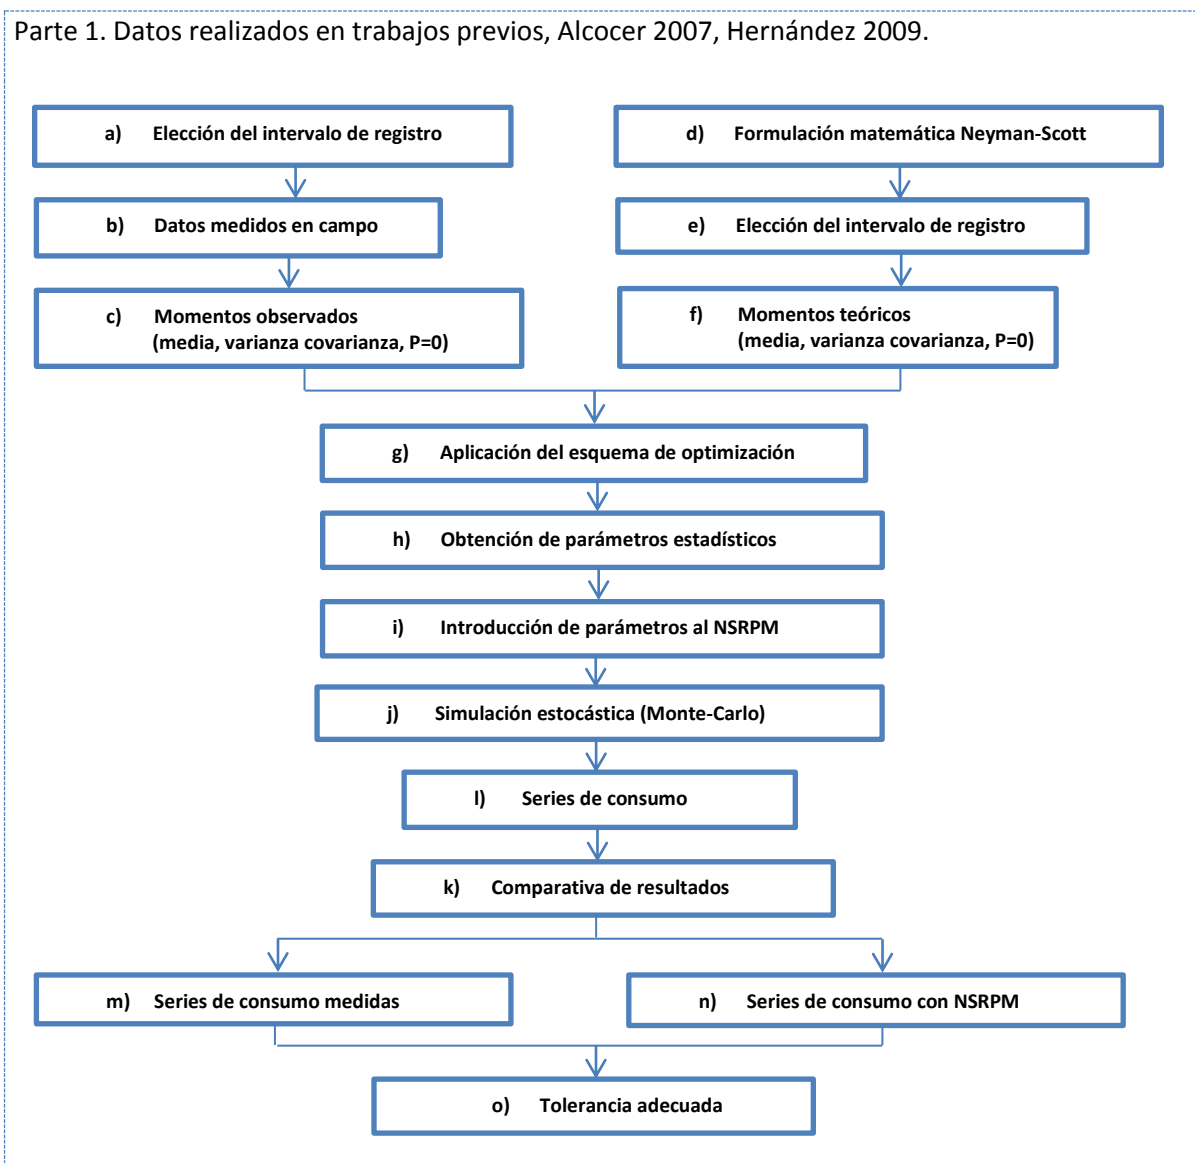 Parte 1. Datos realizados en trabajos previos, Alcocer 2007, Hernández 2009.
a) Elección del intervalo de registro
d) Formulación matemática Neyman-Scott
b) Datos medidos en campo
e) Elección del intervalo de registro
c) Momentos observados
(media, varianza covarianza, P=0)
f) Momentos teóricos
(media, varianza covarianza, P=0)
g) Aplicación del esquema de optimización
h) Obtención de parámetros estadísticos
i) Introducción de parámetros al NSRPM
j) Simulación estocástica (Monte-Carlo)
l) Series de consumo
k) Comparativa de resultados
m) Series de consumo medidas
n) Series de consumo con NSRPM
o) Tolerancia adecuada